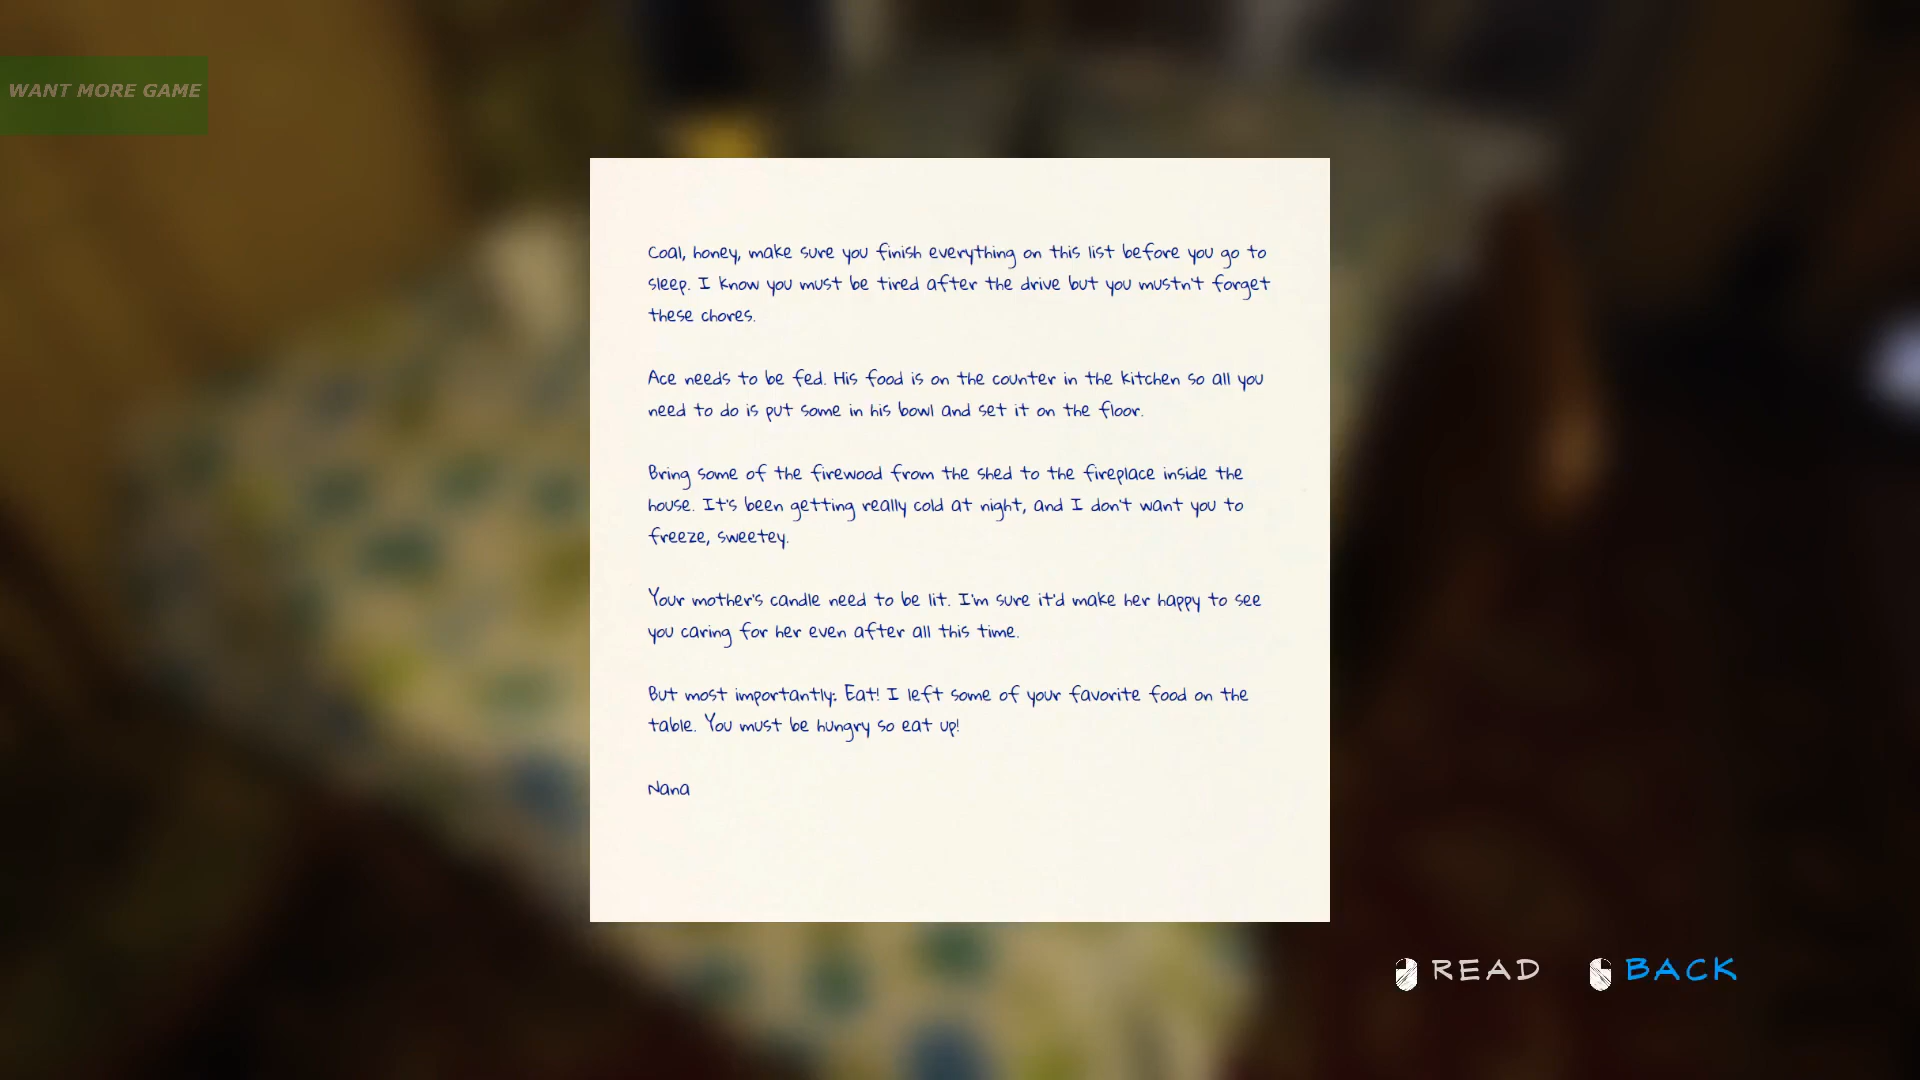 WANT MORE GAME
Coal, honey, make sure you finish everything on this list before you go to
sleep. I know you must be tired after the drive but you mustn't forget
these chores.
Ace needs to be fed. His food is on the counter in the kitchen so all you
need to do is put some in his bowl and set it on the floor.
Bring some of the firewood from the shed to the fireplace inside the
house. It's been getting really cold at night, and I don't want you to
freeze, sweetey.
Your mother's candle need to be lit. I'm sure it'd make her happy to see
you caring for her even after all this time.
But most importantly: Eat! I left some of your favorite food on the
table. You must be hungry so eat up!
Nana
READ BACK